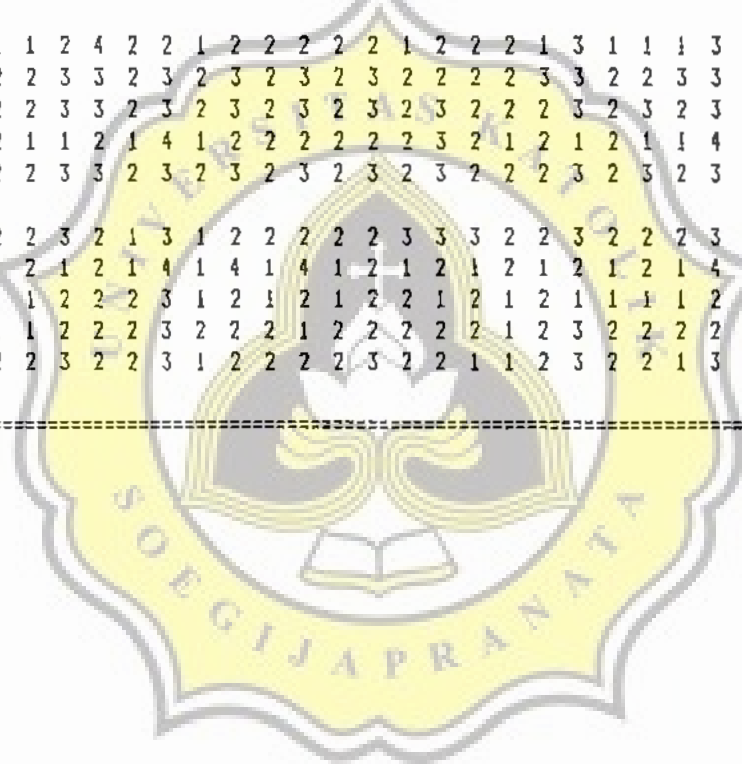 1 2 4 2 2 1 2 2 2 2 2 1 2 2 2 1 3 1 1 1 3
2 3 3 2 3 2 3 2 3 2 3 2 2 2 2 3 3 2 2 3 3
2 3 3 2 3 2 3 2 3 2 3 2 3 2 2 2 3 2 3 2 3
1 1 2 1 4 1 2 2 2 2 2 2 3 2 1 2 1 2 1 1 4
2 3 3 2 3 2 3 2 3 2 3 2 3 2 2 2 3 2 3 2 3
2 3 2 1 3 1 2 2 2 2 2 3 3 3 2 2 3 2 2 2 3
2 1 2 1 4 1 4 1 4 1 2 1 2 1 2 1 2 1 2 1 4
1 2 2 2 3 1 2 1 2 1 2 2 1 2 1 2 1 1 1 1 2
1 2 2 2 3 2 2 2 1 2 2 2 2 2 1 2 3 2 2 2 2
2 3 2 2 3 1 2 2 2 2 3 2 2 1 1 2 3 2 2 1 3
UNIVERSITAS KATOLIK
SOEGIJAPRANATA